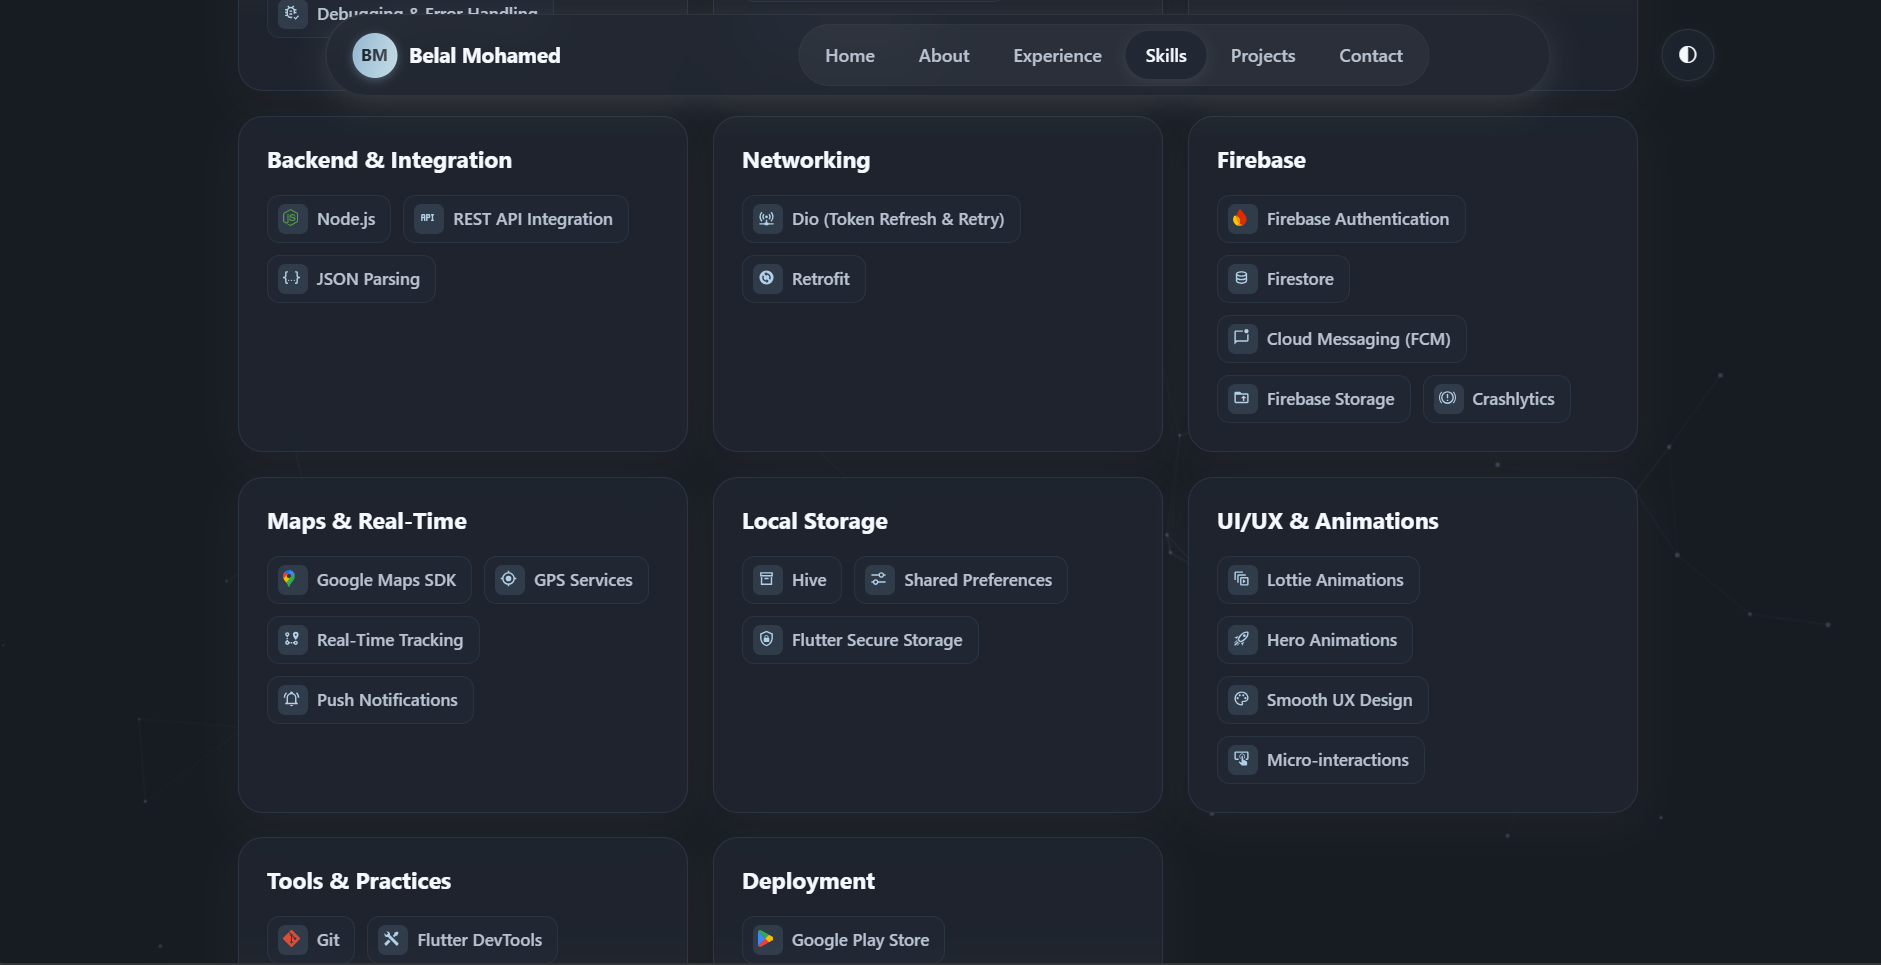 Debugging & Error Handling
BM Belal Mohamed
Home About Experience Skills Projects Contact
Backend & Integration
Node.js API REST API Integration
{..} JSON Parsing
Networking
Dio (Token Refresh & Retry)
Retrofit
Firebase
Firebase Authentication
Firestore
Cloud Messaging (FCM)
Firebase Storage Crashlytics
Maps & Real-Time
Google Maps SDK GPS Services
Real-Time Tracking
Push Notifications
Local Storage
Hive Shared Preferences
Flutter Secure Storage
UI/UX & Animations
Lottie Animations
Hero Animations
Smooth UX Design
Micro-interactions
Tools & Practices
Git Flutter DevTools
Deployment
Google Play Store